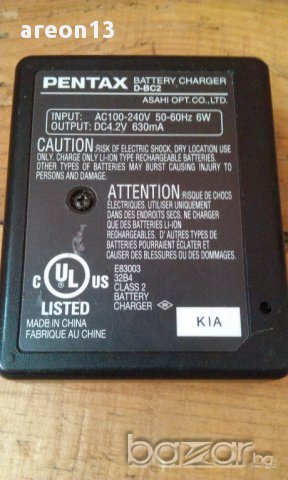 areon13
PENTAX BATTERY CHARGER
D-BC2
ASAHI OPT.CO.,LTD.
INPUT: AC100-240V 50-60Hz 6W
OUTPUT: DC4.2V 630mA
CAUTION:RISK OF ELECTRIC SHOCK. DRY LOCATION USE
ONLY. CHARGE ONLY LI-ION TYPE RECHARGEABLE BATTERIES.
OTHER TYPES OF BATTERIES MAY BURST CAUSING INJURY TO
PERSONS AND DAMAGE.
ATTENTION:RISQUE DE CHOCS
ÉLECTRIQUES. UTILISER UNIQUEMENT
DANS DES ENDROITS SECS. NE CHARGER
QUE DES BATTERIES LI-ION
RECHARGEABLES. D'AUTRES TYPES DE
BATTERIES POURRAIENT ÉCLATER ET
CAUSER DES BLESSURES OU DES DOMMAGES.
C UL US
LISTED
E83003
32B4
CLASS 2
BATTERY
CHARGER
MADE IN CHINA
FABRIQUE AU CHINE
KIA
bazar.bg